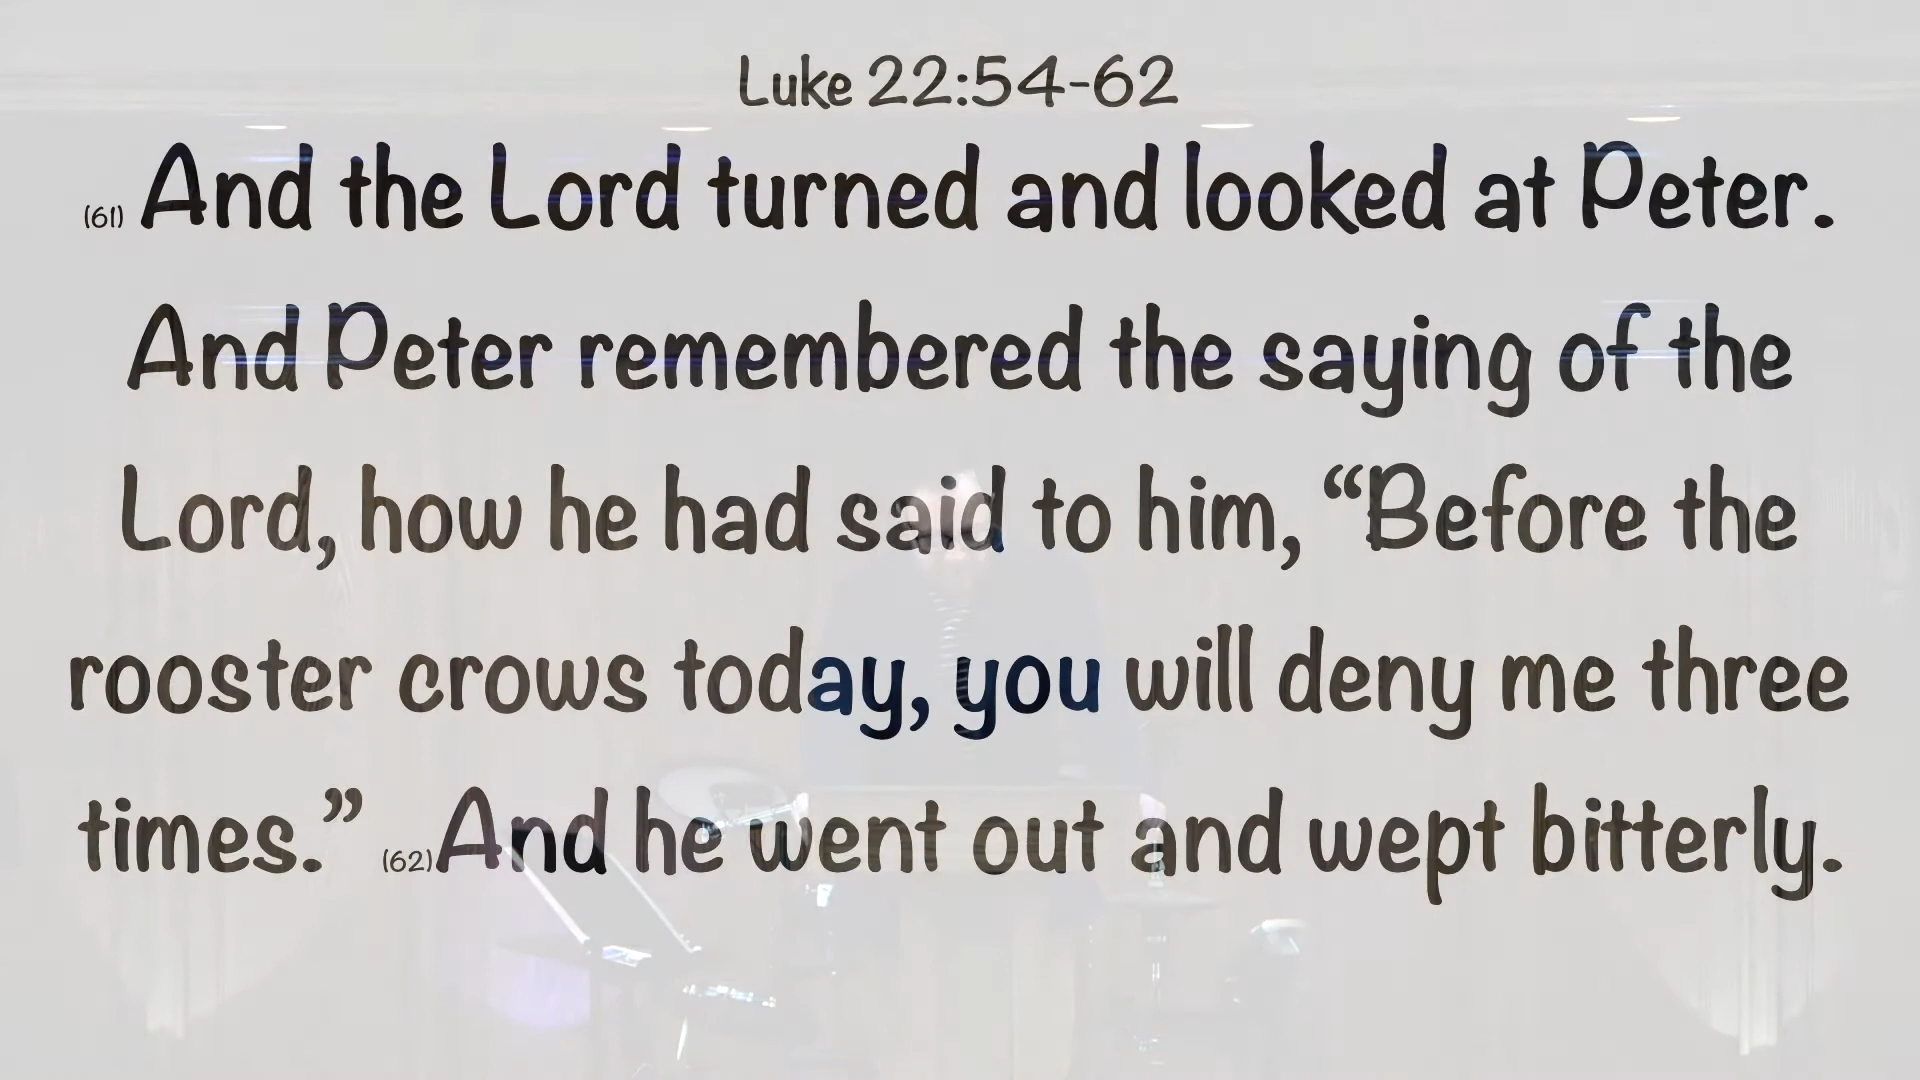 Luke 22:54-62
(61) And the Lord turned and looked at Peter.
And Peter remembered the saying of the
Lord, how he had said to him, “Before the
rooster crows today, you will deny me three
times.” (62)And he went out and wept bitterly.